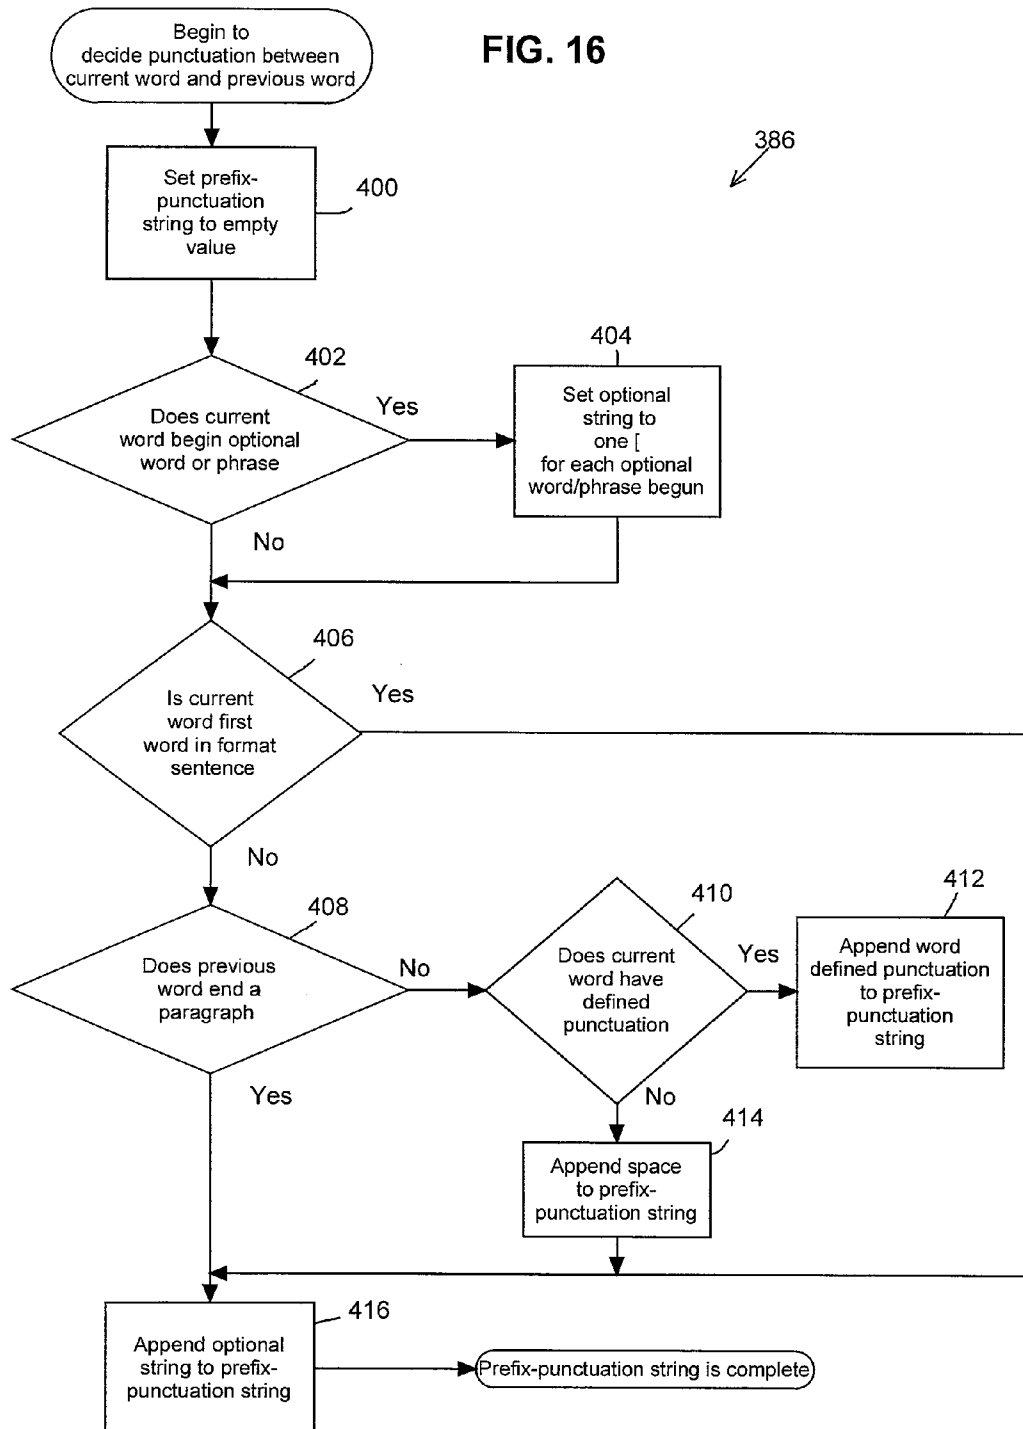 Begin to
decide punctuation between
current word and previous word
FIG. 16
386
Set prefix-
punctuation
string to empty
value
400
402
Does current
word begin optional
word or phrase
Yes
404
Set optional
string to
one [
for each optional
word/phrase begun
No
406
Is current
word first
word in format
sentence
Yes
No
408
Does previous
word end a
paragraph
No
410
Does current
word have
defined
punctuation
Yes
412
Append word
defined punctuation
to prefix-
punctuation
string
Yes
No
414
Append space
to prefix-
punctuation string
416
Append optional
string to prefix-
punctuation string
Prefix-punctuation string is complete